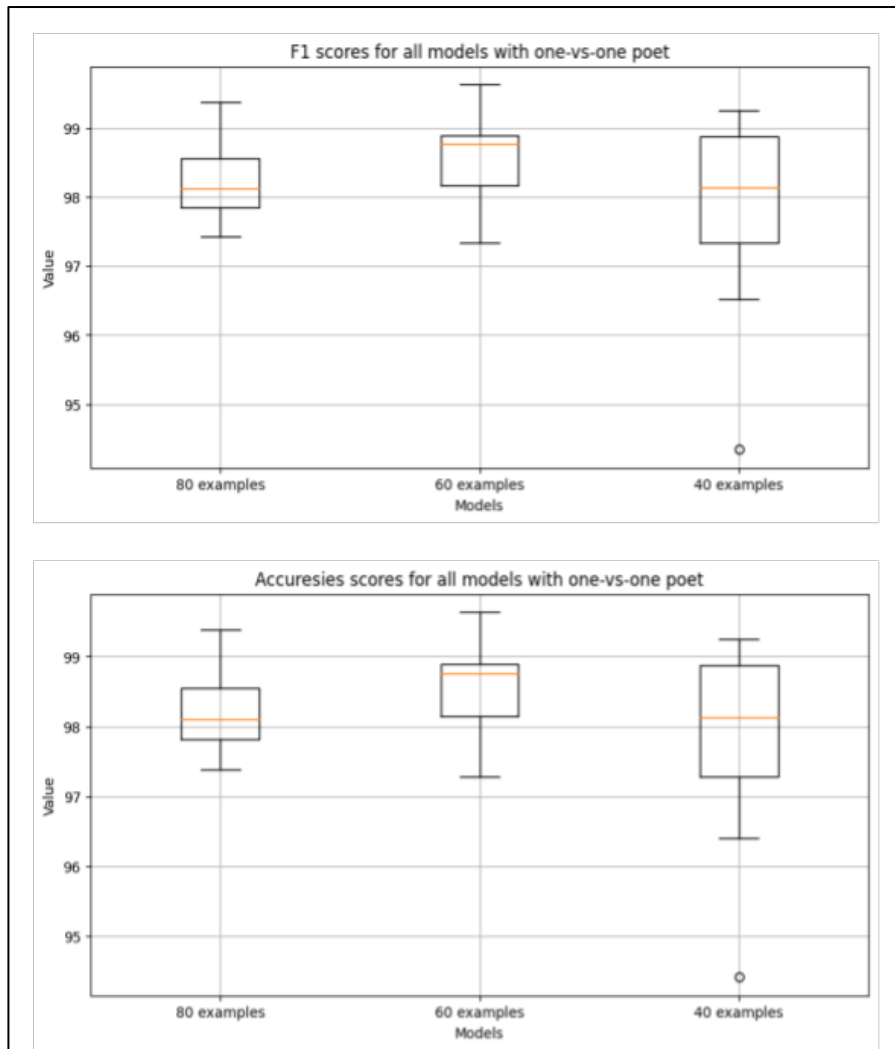 F1 scores for all models with one-vs-one poet
99
98
97
96
95
Value
80 examples 60 examples 40 examples
Models
Accuresies scores for all models with one-vs-one poet
99
98
97
96
95
Value
80 examples 60 examples 40 examples
Models